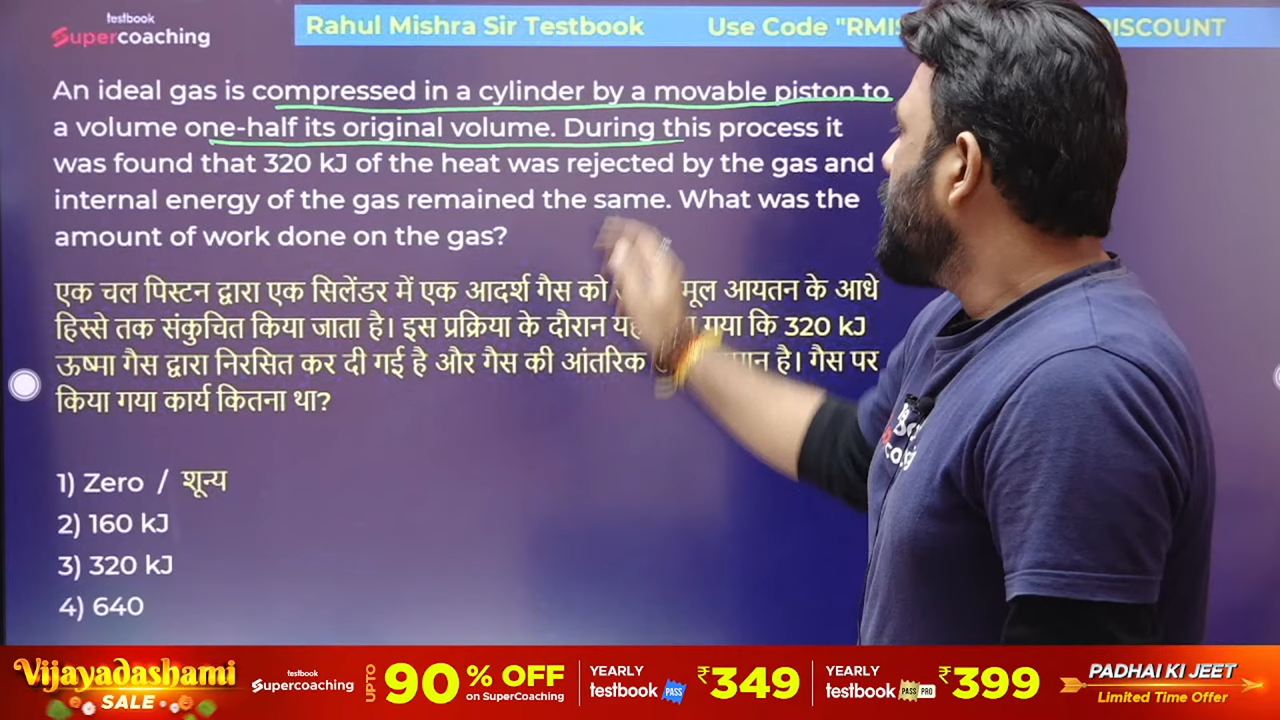 testbook
Supercoaching
Rahul Mishra Sir Testbook
Use Code "RMIS
DISCOUNT
An ideal gas is compressed in a cylinder by a movable piston to
a volume one-half its original volume. During this process it
was found that 320 kJ of the heat was rejected by the gas and
internal energy of the gas remained the same. What was the
amount of work done on the gas?
एक चल पिस्टन द्वारा एक सिलेंडर में एक आदर्श गैस को मूल आयतन के आधे
हिस्से तक संकुचित किया जाता है। इस प्रक्रिया के दौरान गया कि 320 kJ
ऊष्मा गैस द्वारा निरसित कर दी गई है और गैस की आंतरिक है। गैस पर
किया गया कार्य कितना था?
1) Zero / शून्य
2) 160 kJ
3) 320 kJ
4) 640
Vijayadashami
SALE
testbook
Supercoaching
UPTO 90 % OFF
on SuperCoaching
YEARLY
testbook PASS
₹349
YEARLY
testbook PASS PRO
₹399
PADHAI KI JEET
Limited Time Offer